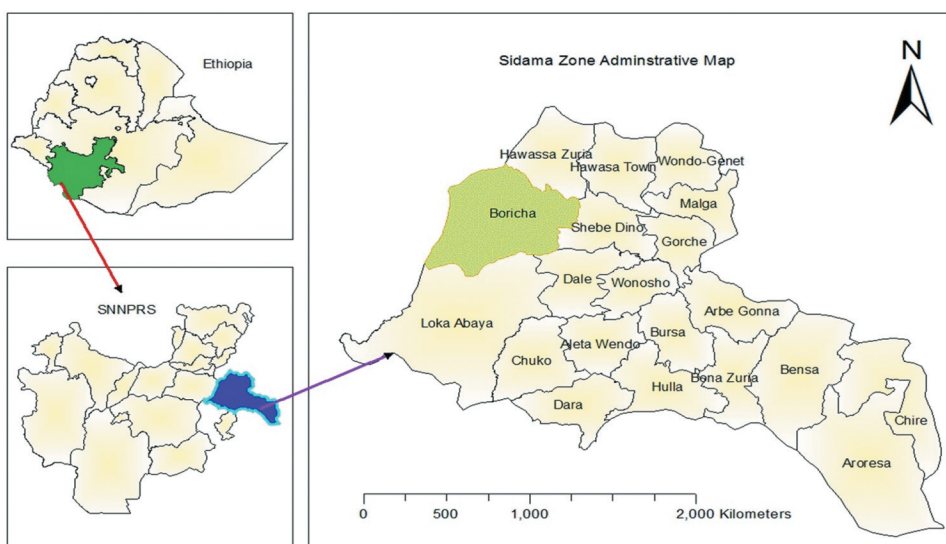 Ethiopia
SNNPRS
Sidama Zone Adminstrative Map
N
Hawassa Zuria
Hawasa Town
Wondo-Genet
Malga
Boricha
Shebe Dino
Gorche
Dale
Wonosho
Arbe Gonna
Loka Abaya
Bursa
Aleta Wendo
Chuko
Bona Zuria
Bensa
Hulla
Dara
Chire
Aroresa
0 500 1,000 2,000 Kilometers